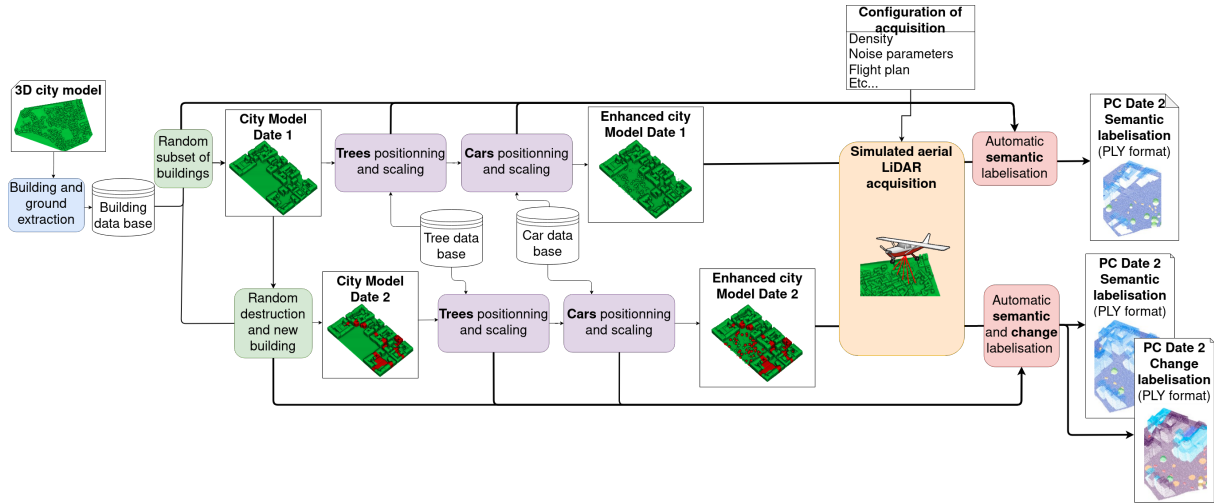 Configuration of
acquisition
Density
Noise parameters
Flight plan
Etc...
3D city model
Building and
ground
extraction
Building
data base
Random
subset of
buildings
City Model
Date 1
Trees positionning
and scaling
Cars positionning
and scaling
Enhanced city
Model Date 1
Simulated aerial
LiDAR
acquisition
Automatic
semantic
labelisation
PC Date 2
Semantic
labelisation
(PLY format)
Tree data
base
Car data
base
Random
destruction
and new
building
City Model
Date 2
Trees positionning
and scaling
Cars positionning
and scaling
Enhanced city
Model Date 2
Automatic
semantic
and change
labelisation
PC Date 2
Semantic
labelisation
(PLY format)
PC Date 2
Change
labelisation
(PLY format)